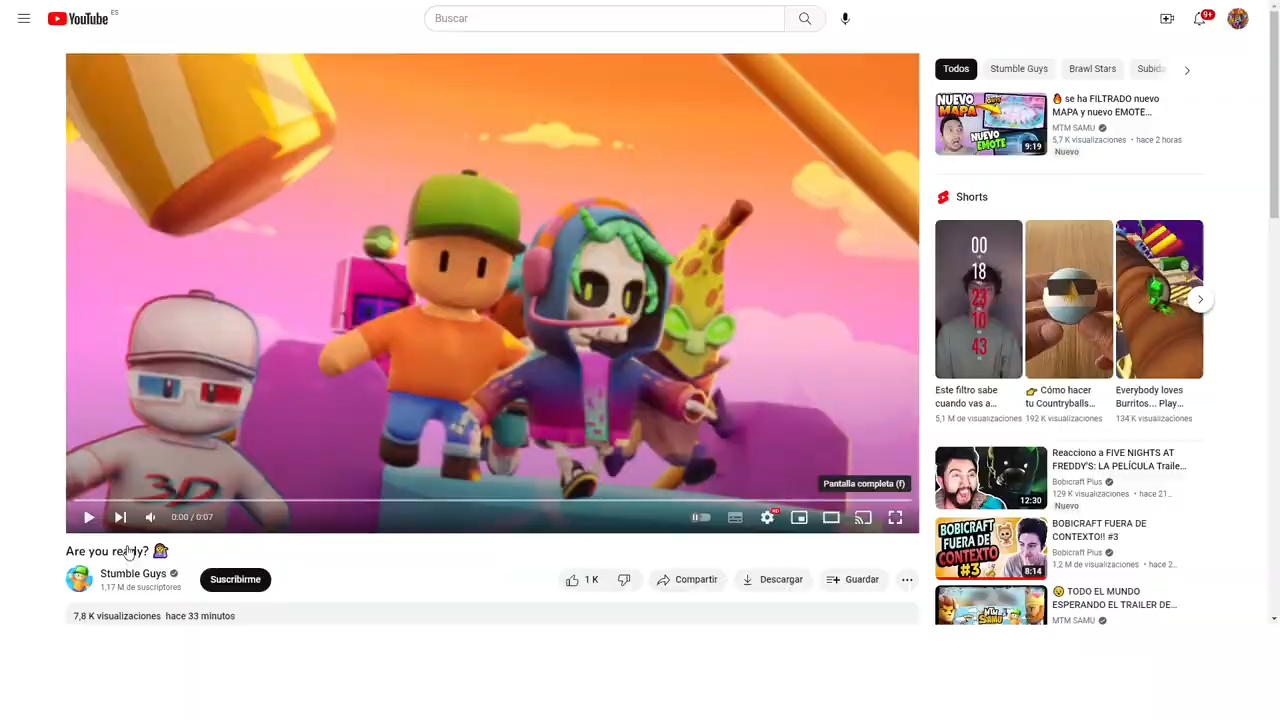 YouTube ES
Buscar
9+
Todos
Stumble Guys
Brawl Stars
Subida
NUEVO
MAPA
NUEVO
EMOTE
9:19
🔥 se ha FILTRADO nuevo
MAPA y nuevo EMOTE…
MTM SAMU
5,7 K visualizaciones • hace 2 horas
Nuevo
Shorts
00
18
23
10
43
Este filtro sabe
cuando vas a…
5,1 M de visualizaciones
👉 Cómo hacer
tu Countryballs…
192 K visualizaciones
Everybody loves
Burritos... Play…
134 K visualizaciones
3D
Pantalla completa (f)
0:00 / 0:07
HD
Are you ready?
Stumble Guys
1,17 M de suscriptores
Suscribirme
1 K
Compartir
Descargar
Guardar
7,8 K visualizaciones hace 33 minutos
12:30
Reacciono a FIVE NIGHTS AT
FREDDY'S: LA PELÍCULA Traile…
Bobicraft Plus
129 K visualizaciones • hace 21…
Nuevo
BOBICRAFT
FUERA DE
CONTEXTO!!
#3
8:14
BOBICRAFT FUERA DE
CONTEXTO!! #3
Bobicraft Plus
1,2 M de visualizaciones • hace 2…
MTM
SAMU
😉 TODO EL MUNDO
ESPERANDO EL TRAILER DE…
MTM SAMU